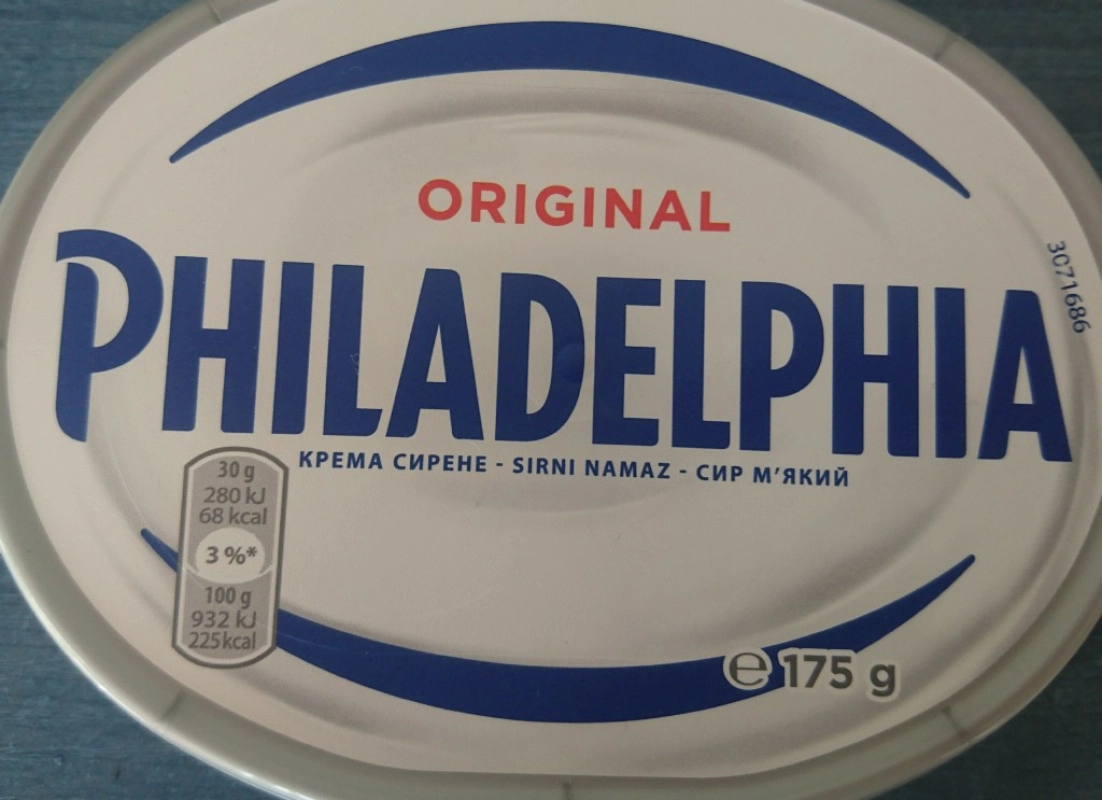 ORIGINAL
PHILADELPHIA
3071686
КРЕМА СИРЕНЕ - SIRNI NAMAZ - СИР М'ЯКИЙ
30 g
280 kJ
68 kcal
3 %*
100 g
932 kJ
225kcal
℮ 175 g